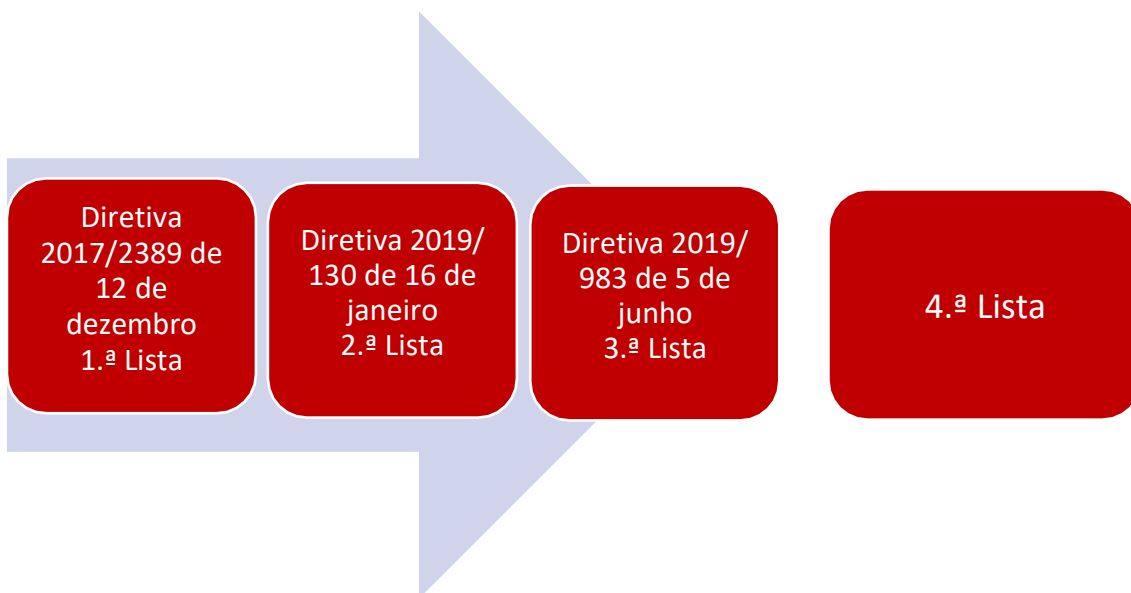 Diretiva
2017/2389 de
12 de
dezembro
1.ª Lista
Diretiva 2019/
130 de 16 de
janeiro
2.ª Lista
Diretiva 2019/
983 de 5 de
junho
3.ª Lista
4.ª Lista